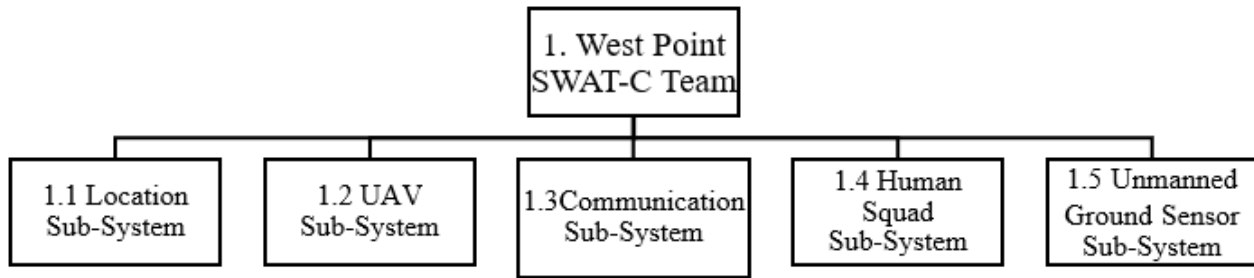 1. West Point
SWAT-C Team
1.1 Location
Sub-System
1.2 UAV
Sub-System
1.3Communication
Sub-System
1.4 Human
Squad
Sub-System
1.5 Unmanned
Ground Sensor
Sub-System